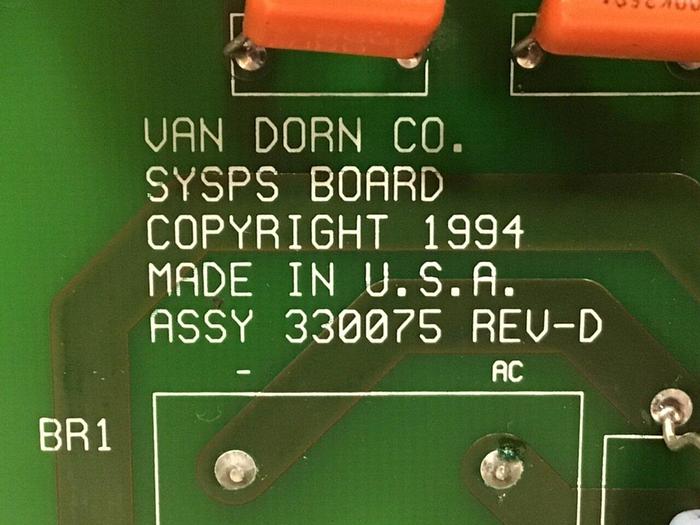 VAN DORN CO.
SYSPS BOARD
COPYRIGHT 1994
MADE IN U.S.A.
ASSY 330075 REV-D
- AC
BR1